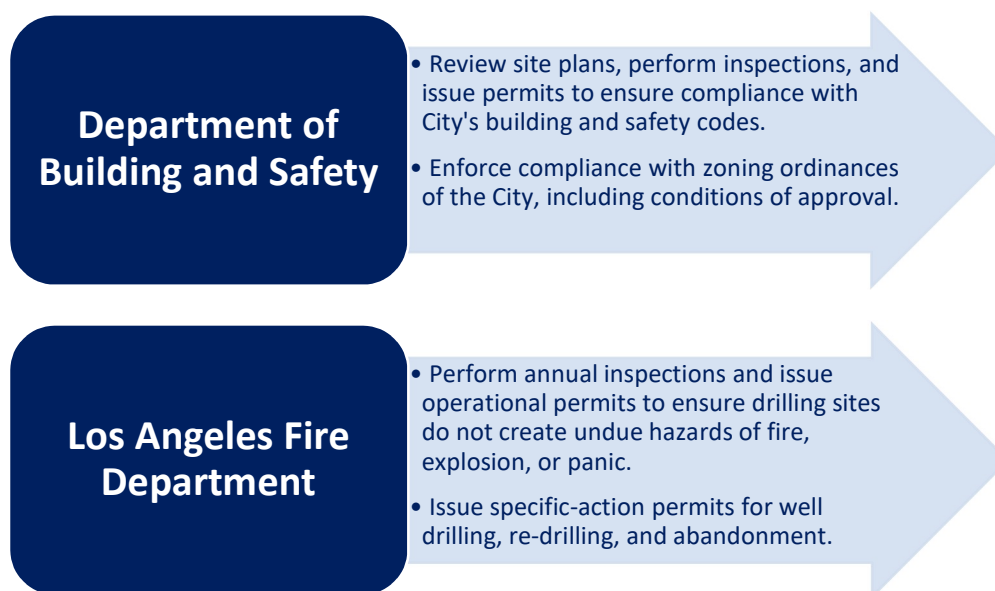 Department of
Building and Safety
• Review site plans, perform inspections, and
issue permits to ensure compliance with
City's building and safety codes.
• Enforce compliance with zoning ordinances
of the City, including conditions of approval.
Los Angeles Fire
Department
• Perform annual inspections and issue
operational permits to ensure drilling sites
do not create undue hazards of fire,
explosion, or panic.
• Issue specific-action permits for well
drilling, re-drilling, and abandonment.